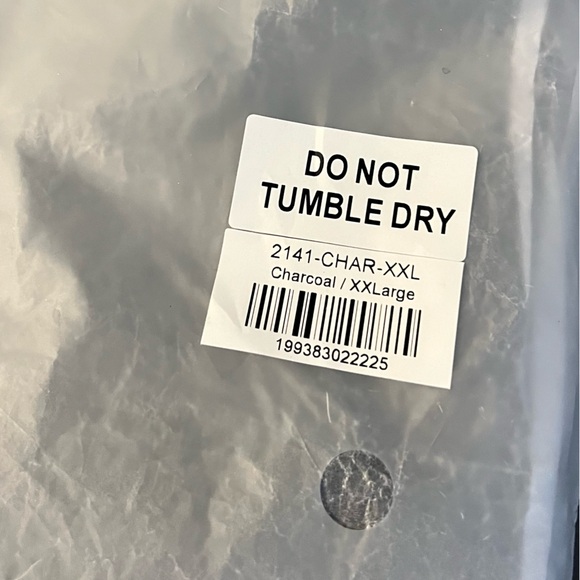 DO NOT
TUMBLE DRY
2141-CHAR-XXL
Charcoal / XXLarge
199383022225